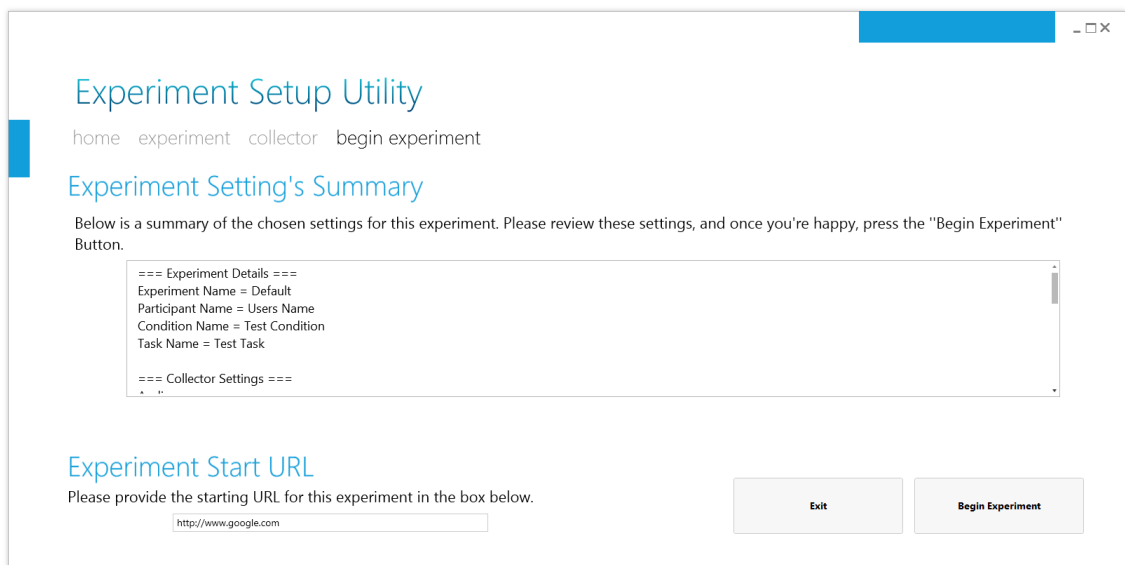 Experiment Setup Utility
home experiment collector begin experiment
Experiment Setting's Summary
Below is a summary of the chosen settings for this experiment. Please review these settings, and once you're happy, press the "Begin Experiment"
Button.
=== Experiment Details ===
Experiment Name = Default
Participant Name = Users Name
Condition Name = Test Condition
Task Name = Test Task
=== Collector Settings ===
Experiment Start URL
Please provide the starting URL for this experiment in the box below.
http://www.google.com
Exit
Begin Experiment